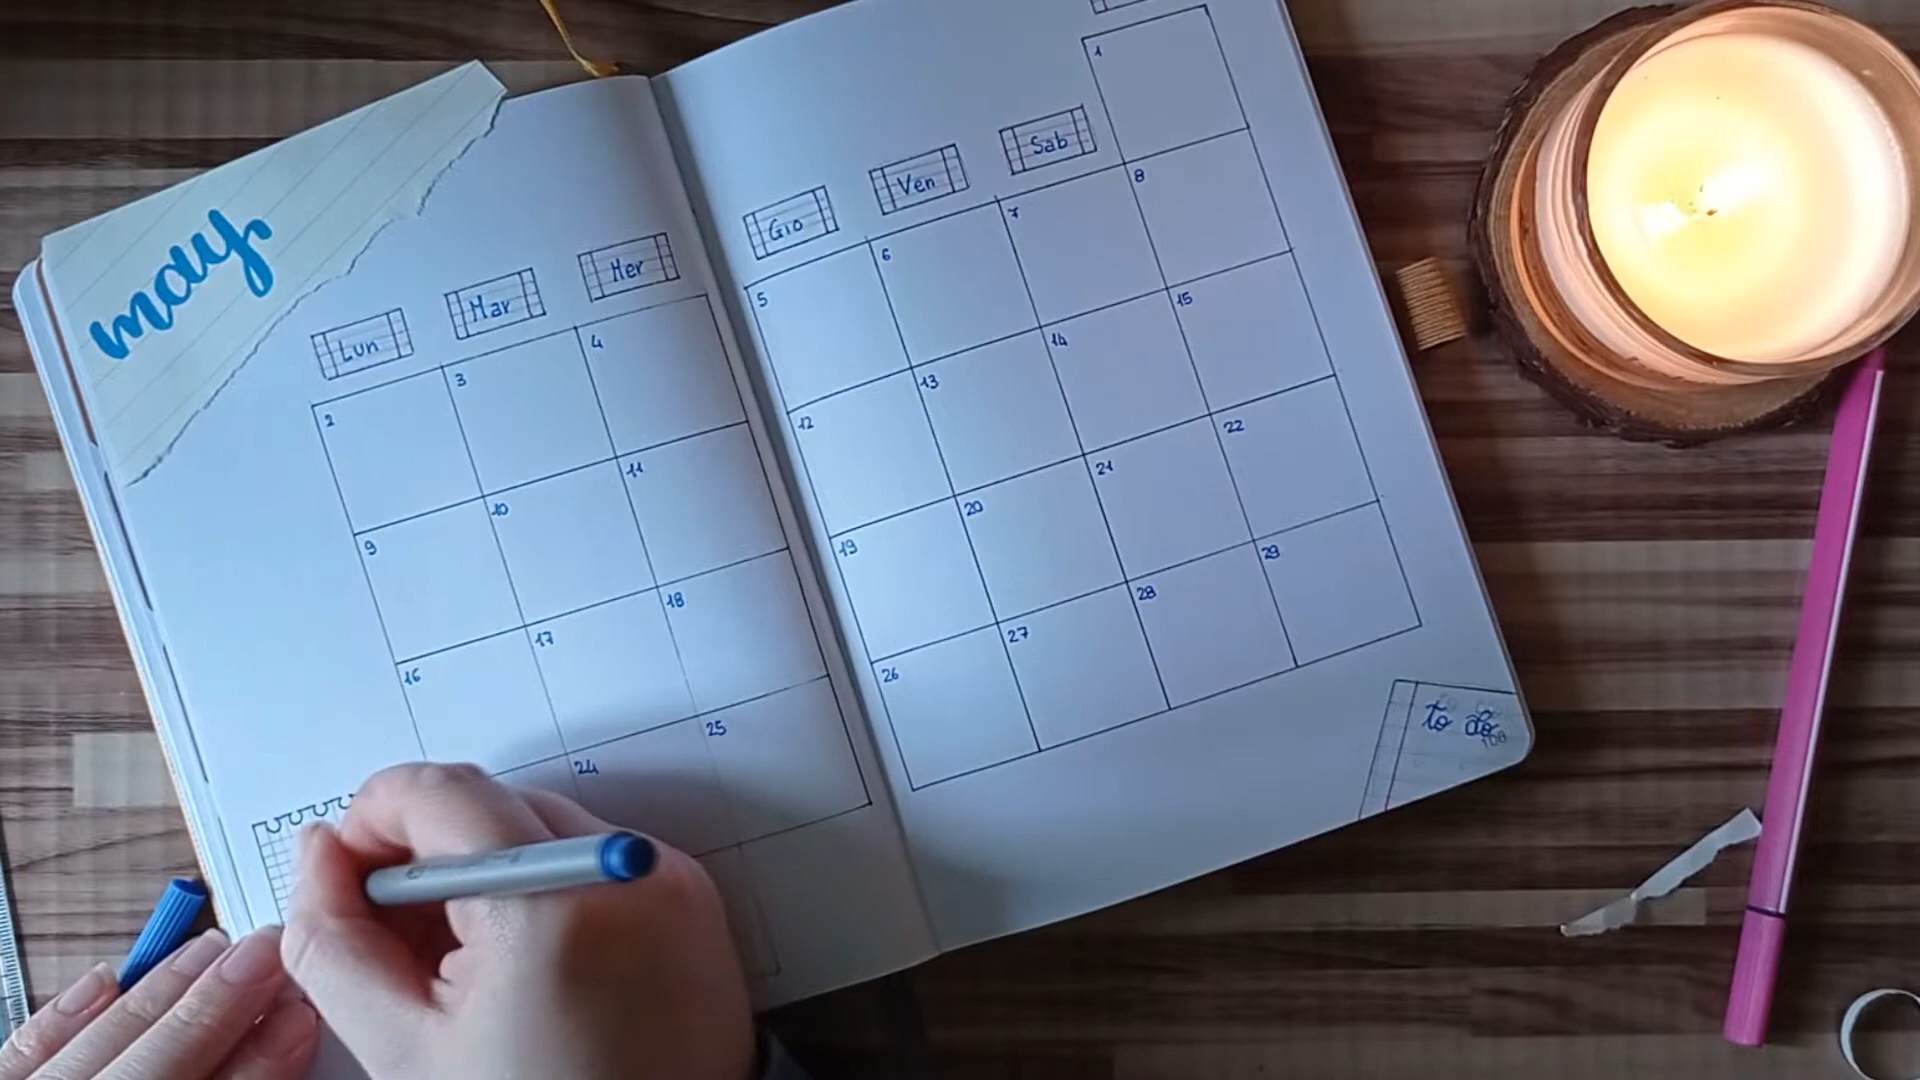 may
Lun Mar Mer Gio Ven Sab
1
2 3 4 5 6 7 8
9 10 11 12 13 14 15
16 17 18 19 20 21 22
24 25 26 27 28 29
to do
108